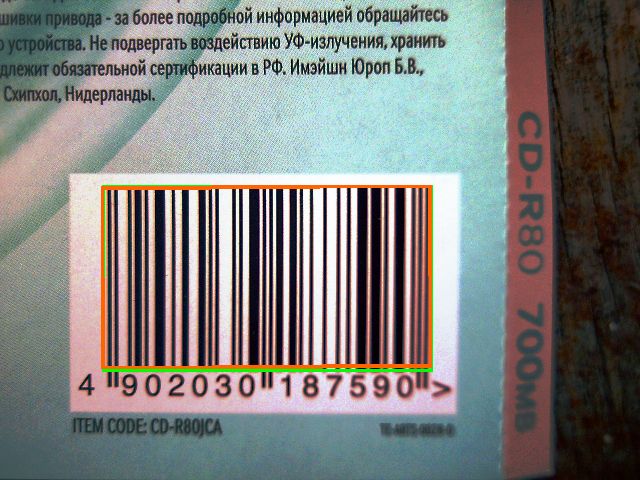 шивки привода - за более подробной информацией обращайтесь
устройства. Не подвергать воздействию УФ-излучения, хранить
длежит обязательной сертификации в РФ. Имэйшн Юроп Б.В.,
Схипхол, Нидерланды.
CD-R80 700MB
4 902030 187590 >
ITEM CODE: CD-R80JCA